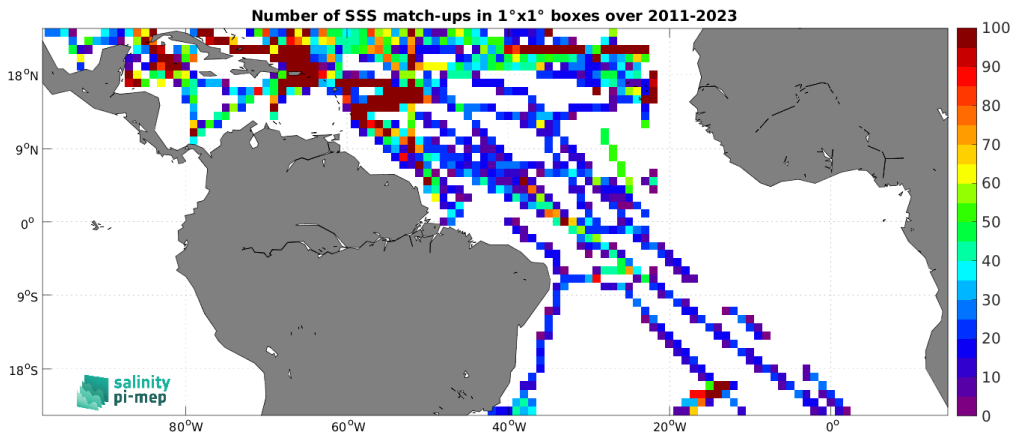 Number of SSS match-ups in 1°x1° boxes over 2011-2023
100
90
80
70
60
50
40
30
20
10
0
18°N
9°N
0°
9°S
18°S
80°W
60°W
40°W
20°W
0°
salinity
pi-mep